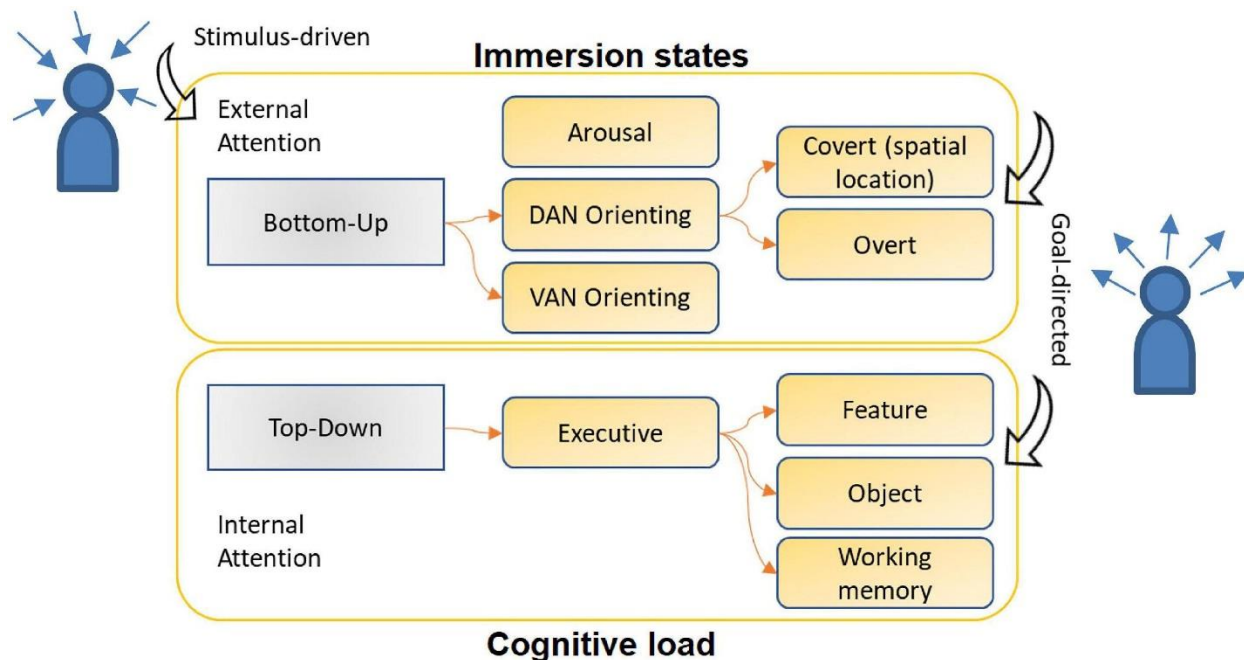 Stimulus-driven
Immersion states
External
Attention
Arousal
Covert (spatial
location)
Bottom-Up
DAN Orienting
Overt
VAN Orienting
Goal-directed
Top-Down
Executive
Feature
Object
Internal
Attention
Working
memory
Cognitive load